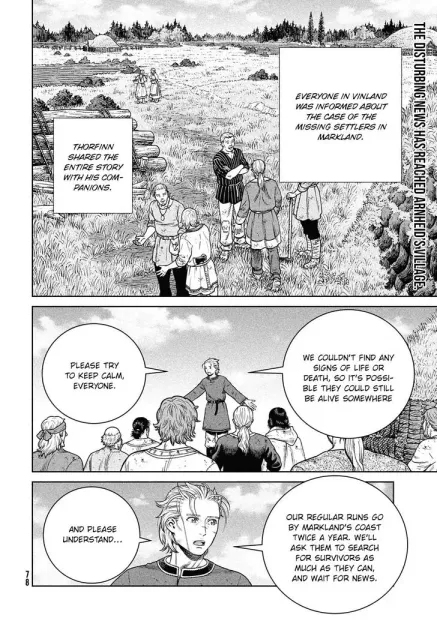 THE DISTURBING NEWS HAS REACHED ARNHEID'S VILLAGE.
EVERYONE IN VINLAND
WAS INFORMED ABOUT
THE CASE OF THE
MISSING SETTLERS IN
MARKLAND.
THORFINN
SHARED THE
ENTIRE STORY
WITH HIS COM-
PANIONS.
WE COULDN'T FIND ANY
SIGNS OF LIFE OR
DEATH, SO IT'S POSSI-
BLE THEY COULD STILL
BE ALIVE SOMEWHERE
PLEASE TRY
TO KEEP CALM,
EVERYONE.
OUR REGULAR RUNS GO
BY MARKLAND'S COAST
TWICE A YEAR. WE'LL
ASK THEM TO SEARCH
FOR SURVIVORS AS
MUCH AS THEY CAN,
AND WAIT FOR NEWS.
AND PLEASE
UNDERSTAND...
78